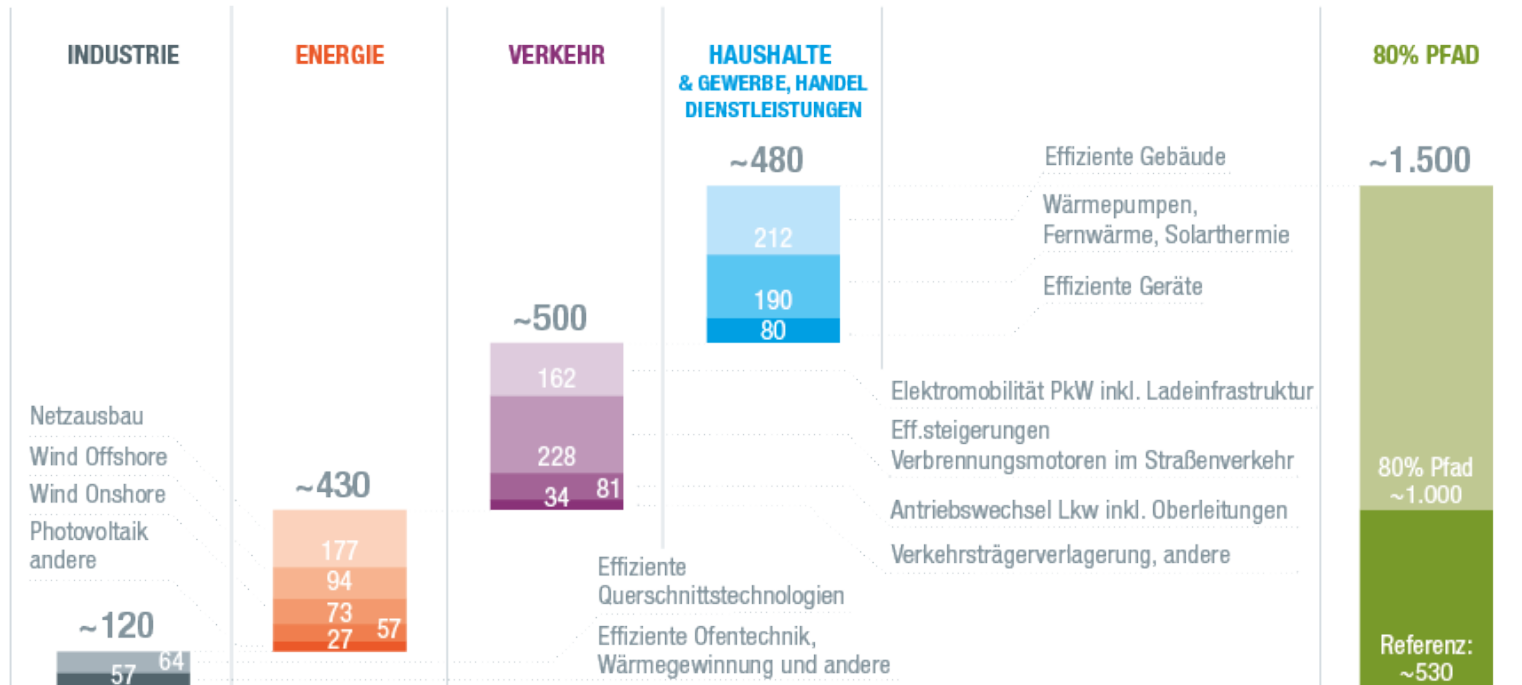 INDUSTRIE
ENERGIE
VERKEHR
HAUSHALTE
& GEWERBE, HANDEL
DIENSTLEISTUNGEN
80% PFAD
~480
Effiziente Gebäude
~1.500
Wärmepumpen,
Fernwärme, Solarthermie
212
Effiziente Geräte
190
80
~500
162
Elektromobilität PkW inkl. Ladeinfrastruktur
Netzausbau
Eff.steigerungen
Verbrennungsmotoren im Straßenverkehr
Wind Offshore
228
80% Pfad
~1.000
~430
81
34
Wind Onshore
Antriebswechsel Lkw inkl. Oberleitungen
Photovoltaik
andere
177
Verkehrsträgerverlagerung, andere
94
Effiziente
Querschnittstechnologien
73
57
27
~120
Effiziente Ofentechnik,
Wärmegewinnung und andere
64
57
Referenz:
~530